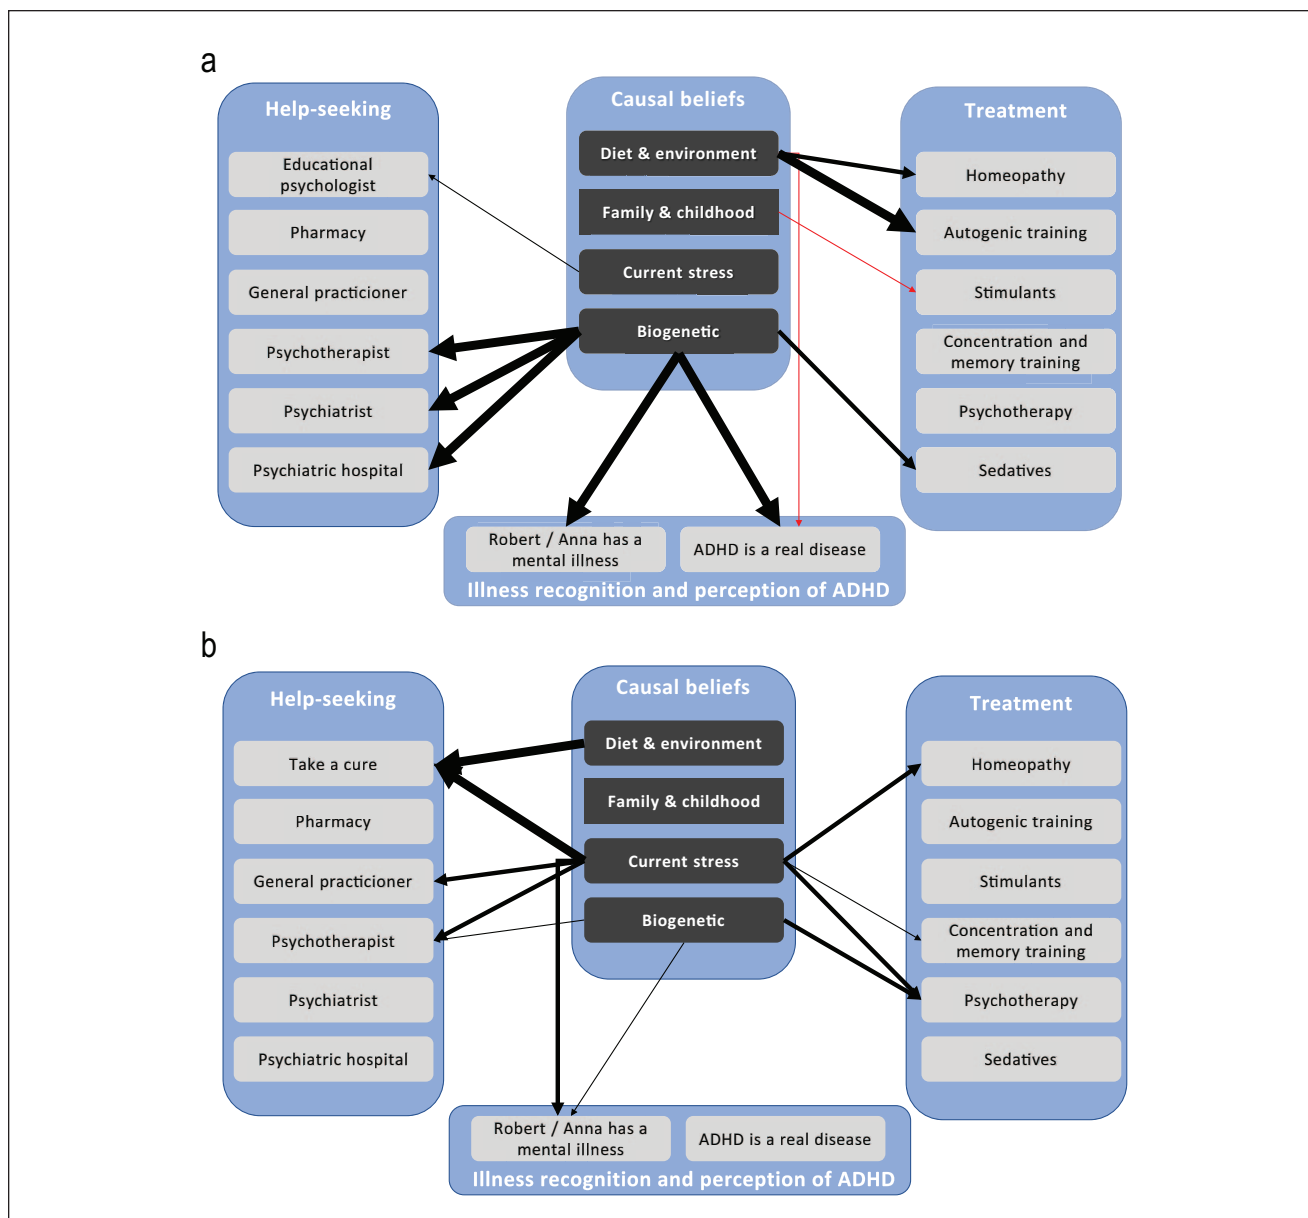 a
Help-seeking
Educational
psychologist
Pharmacy
General practicioner
Psychotherapist
Psychiatrist
Psychiatric hospital
Causal beliefs
Diet & environment
Family & childhood
Current stress
Biogenetic
Treatment
Homeopathy
Autogenic training
Stimulants
Concentration and
memory training
Psychotherapy
Sedatives
Robert / Anna has a
mental illness
ADHD is a real disease
Illness recognition and perception of ADHD
b
Help-seeking
Take a cure
Pharmacy
General practicioner
Psychotherapist
Psychiatrist
Psychiatric hospital
Causal beliefs
Diet & environment
Family & childhood
Current stress
Biogenetic
Treatment
Homeopathy
Autogenic training
Stimulants
Concentration and
memory training
Psychotherapy
Sedatives
Robert / Anna has a
mental illness
ADHD is a real disease
Illness recognition and perception of ADHD